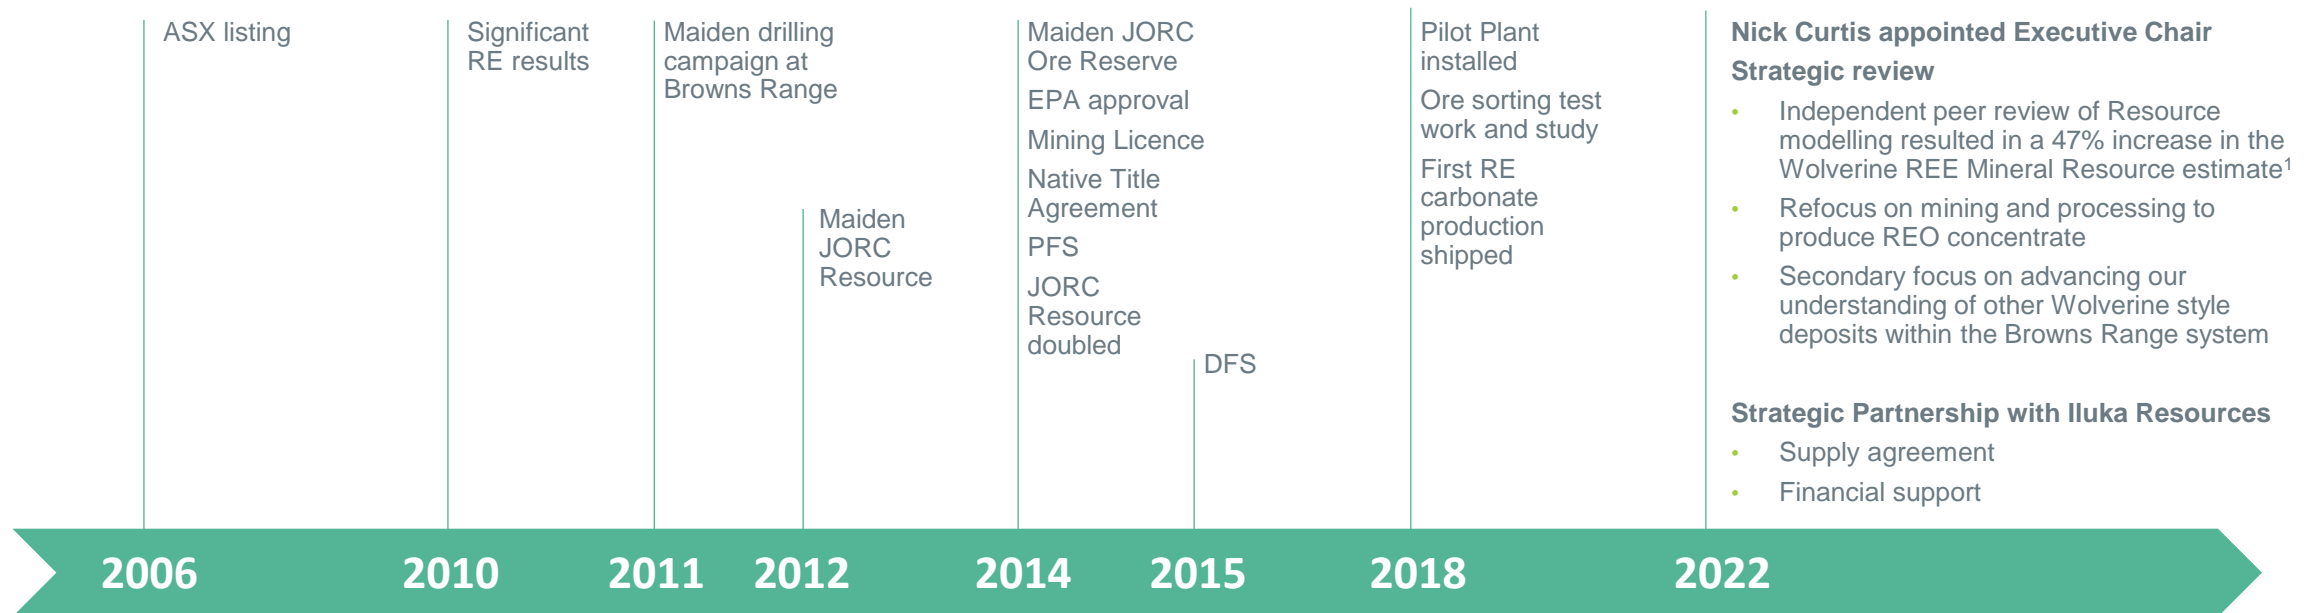 ASX listing
Significant
RE results
Maiden drilling
campaign at
Browns Range
Maiden
JORC
Resource
Maiden JORC
Ore Reserve
EPA approval
Mining Licence
Native Title
Agreement
PFS
JORC
Resource
doubled
DFS
Pilot Plant
installed
Ore sorting test
work and study
First RE
carbonate
production
shipped
Nick Curtis appointed Executive Chair
Strategic review
• Independent peer review of Resource
modelling resulted in a 47% increase in the
Wolverine REE Mineral Resource estimate¹
• Refocus on mining and processing to
produce REO concentrate
• Secondary focus on advancing our
understanding of other Wolverine style
deposits within the Browns Range system
Strategic Partnership with Iluka Resources
• Supply agreement
• Financial support
2006 2010 2011 2012 2014 2015 2018 2022